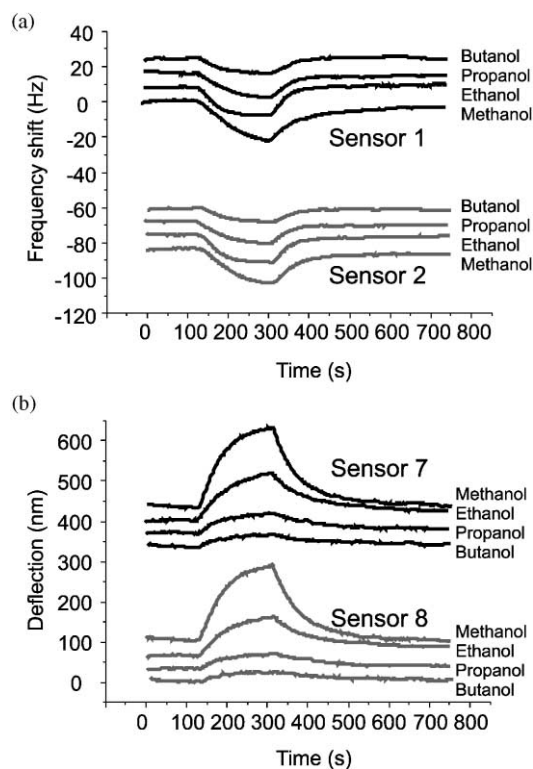 (a)
40
20
0
-20
-40
-60
-80
-100
-120
Frequency shift (Hz)
Butanol
Propanol
Ethanol
Methanol
Sensor 1
Butanol
Propanol
Ethanol
Methanol
Sensor 2
0 100 200 300 400 500 600 700 800
Time (s)
(b)
600
500
400
300
200
100
0
Deflection (nm)
Sensor 7
Methanol
Ethanol
Propanol
Butanol
Sensor 8
Methanol
Ethanol
Propanol
Butanol
0 100 200 300 400 500 600 700 800
Time (s)